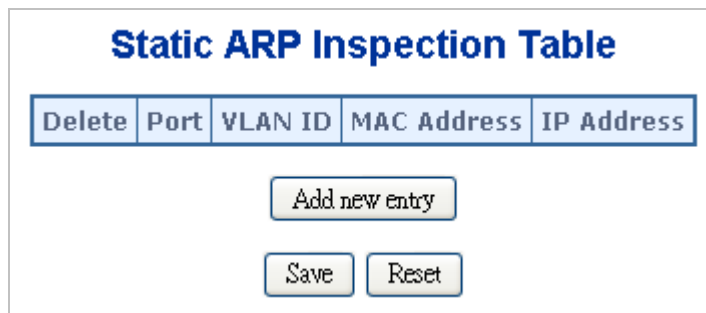 Static ARP Inspection Table
Delete Port VLAN ID MAC Address IP Address
Add new entry
Save Reset